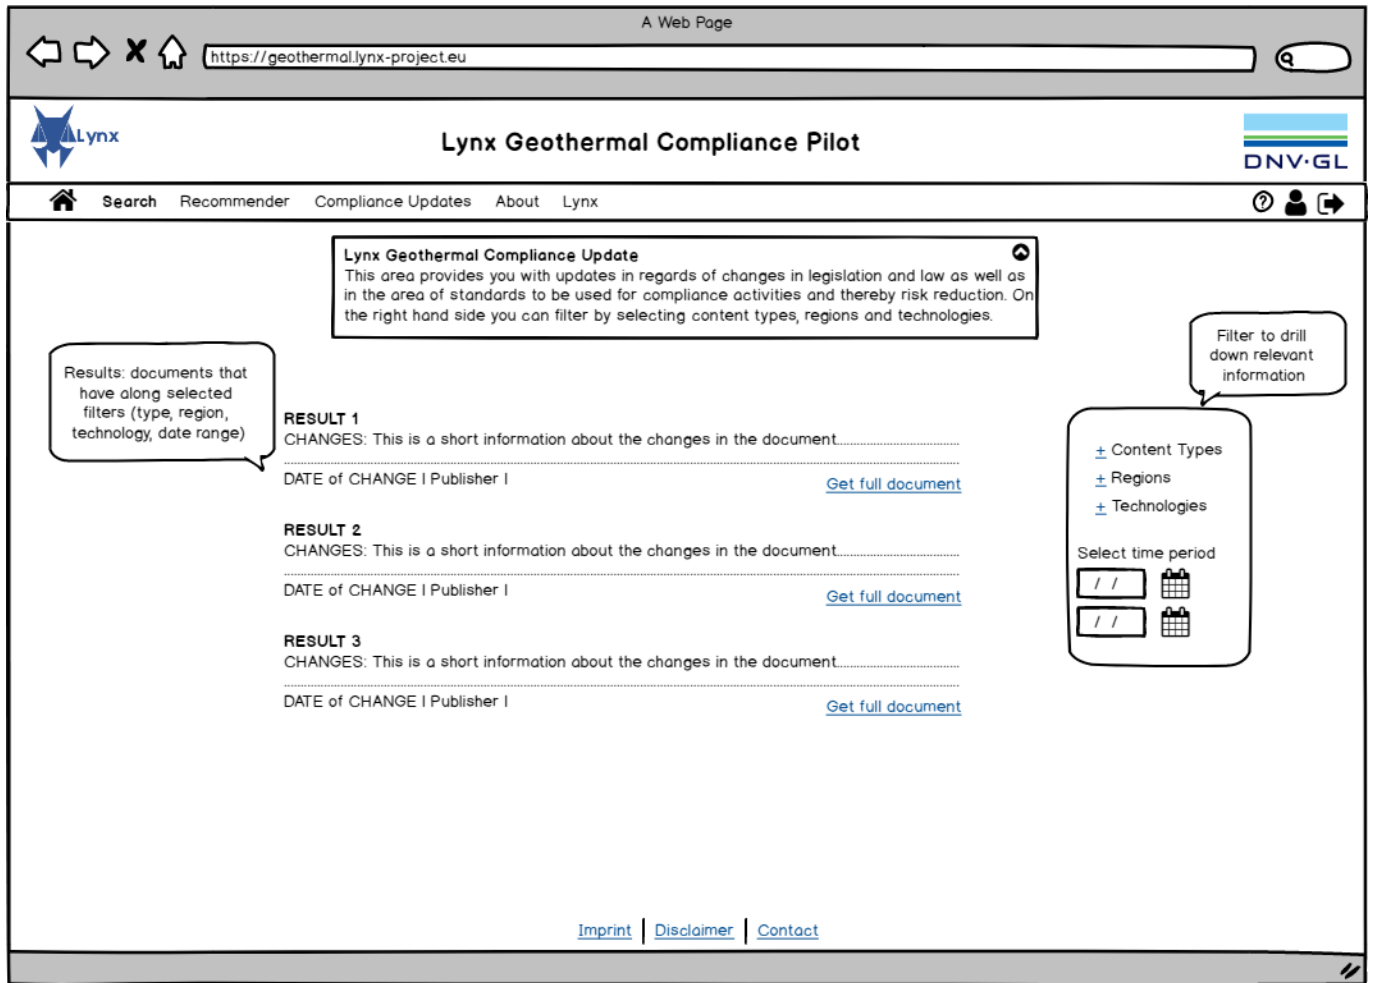 A Web Page
https://geothermal.lynx-project.eu
Lynx
Lynx Geothermal Compliance Pilot
DNV·GL
Search Recommender Compliance Updates About Lynx
Lynx Geothermal Compliance Update
This area provides you with updates in regards of changes in legislation and law as well as
in the area of standards to be used for compliance activities and thereby risk reduction. On
the right hand side you can filter by selecting content types, regions and technologies.
Results: documents that
have along selected
filters (type, region,
technology, date range)
Filter to drill
down relevant
information
RESULT 1
CHANGES: This is a short information about the changes in the document...............................
DATE of CHANGE | Publisher |
Get full document
RESULT 2
CHANGES: This is a short information about the changes in the document...............................
DATE of CHANGE | Publisher |
Get full document
RESULT 3
CHANGES: This is a short information about the changes in the document...............................
DATE of CHANGE | Publisher |
Get full document
+ Content Types
+ Regions
+ Technologies
Select time period
/ /
/ /
Imprint | Disclaimer | Contact